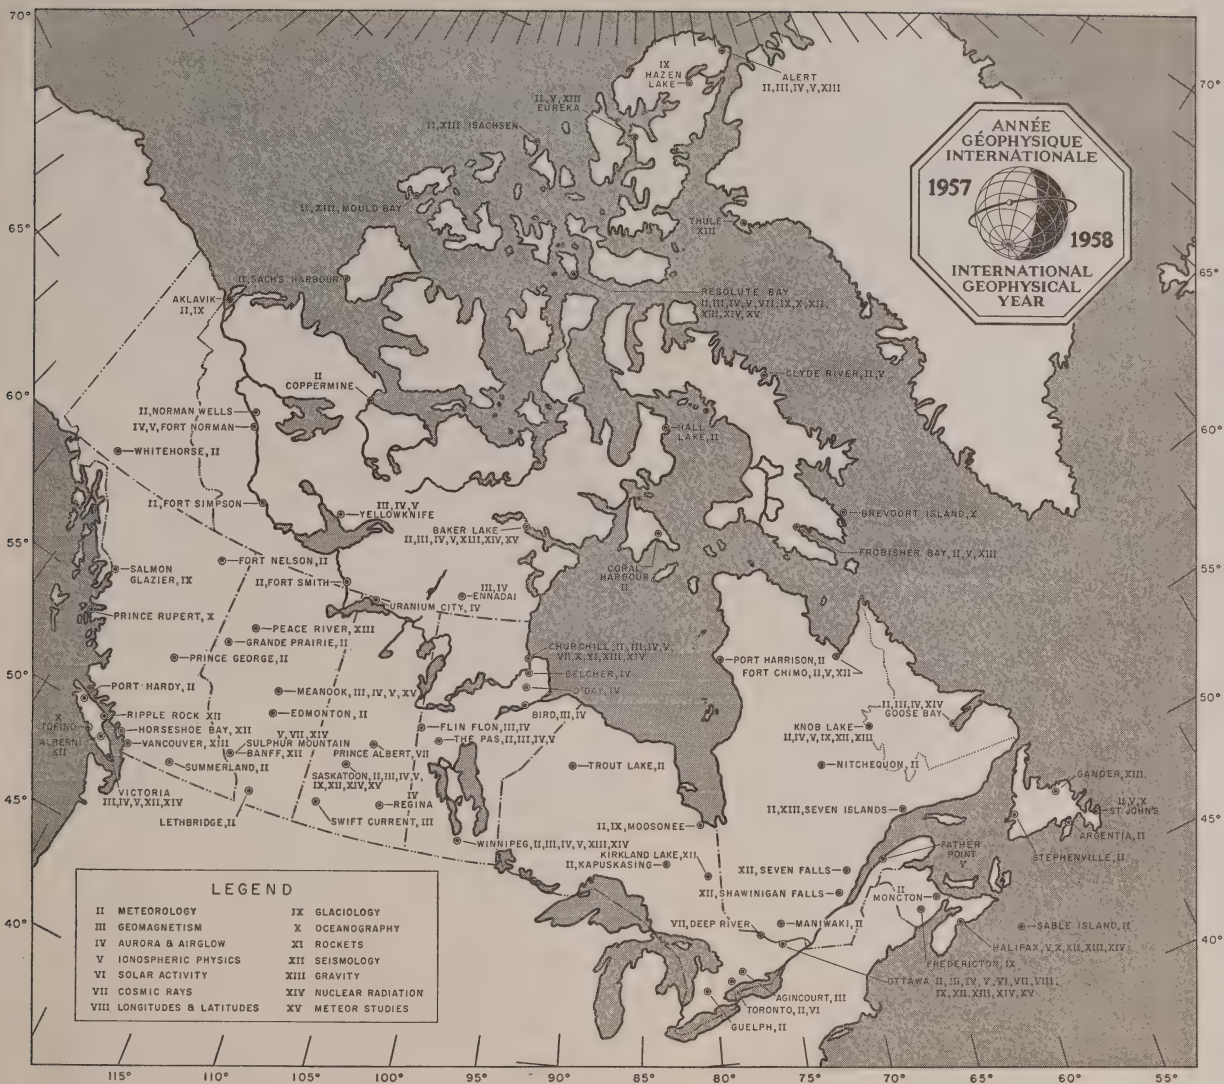 70°
IX
HAZEN
LAKE
ALERT
II,III,IV,V,XIII
70°
II,V,XIII
EUREKA
II,XIII ISACHSEN
II,XIII, MOULD BAY
THULE
XIII
ANNÉE
GÉOPHYSIQUE
INTERNATIONALE
1957
1958
INTERNATIONAL
GEOPHYSICAL
YEAR
65°
65°
II,SACHS HARBOUR
AKLAVIK
II,IX
RESOLUTE BAY
II,III,IV,V,VII,IX,X,XII,
XIII,XIV,XV
II
COPPERMINE
CLYDE RIVER, II,V
60°
60°
II,NORMAN WELLS
IV,V,FORT NORMAN
WHITEHORSE, II
HALL
LAKE, II
II,FORT SIMPSON
III,IV,V
YELLOWKNIFE
BAKER LAKE
II,III,IV,V,XIII,XIV,XV
BREVOORT ISLAND,X
FROBISHER BAY, II,V,XIII
55°
55°
FORT NELSON, II
SALMON
GLAZIER, IX
II,FORT SMITH
III,IV
ENNADAI
CORAL
HARBOUR
II
URANIUM CITY, IV
PRINCE RUPERT, X
PEACE RIVER, XIII
GRANDE PRAIRIE, II
PRINCE GEORGE, II
CHURCHILL, II, III, IV, V,
VII,X,XI,XIII,XIV
BELCHER, IV
O'DAY, IV
BIRD, III, IV
PORT HARRISON, II
FORT CHIMO, II,V,XII
50°
50°
PORT HARDY, II
MEANOOK, III, IV, V, XV
EDMONTON, II
V,VII,XIV
RIPPLE ROCK XII
HORSESHOE BAY, XII
X
TOFINO
ALBERNI
XII
VANCOUVER, XIII
SULPHUR MOUNTAIN
BANFF, XII
SUMMERLAND, II
FLIN FLON, III,IV
THE PAS, II, III, IV, V
PRINCE ALBERT, VII
SASKATOON, II, III, IV, V,
IX,XII,XIV,XV
TROUT LAKE, II
II,III,IV,XIV
GOOSE BAY
KNOB LAKE
II,IV,V,IX,XII,XIII
NITCHEQUON, II
GANDER, XIII
VICTORIA
III,IV,V,XII,XIV
LETHBRIDGE, II
IV
REGINA
SWIFT CURRENT, III
II,XIII, SEVEN ISLANDS
II,V,X
ST. JOHN'S
45°
45°
ARGENTIA, II
STEPHENVILLE, II
II,IX, MOOSONEE
WINNIPEG, II, III, IV, V, XIII, XIV
KIRKLAND LAKE, XII
II,KAPUSKASING
XII, SEVEN FALLS
XII, SHAWINIGAN FALLS
FATHER
POINT
V
II
MONCTON
VII, DEEP RIVER
MANIWAKI, II
SABLE ISLAND, II
HALIFAX, V, X, XII, XIII, XIV
FREDERICTON, IX
40°
40°
OTTAWA II, III, IV, V, VI, VII, VIII,
IX, XII, XIII, XIV, XV
AGINCOURT, III
TORONTO, II, VI
GUELPH, II
LEGEND
II METEOROLOGY
III GEOMAGNETISM
IV AURORA & AIRGLOW
V IONOSPHERIC PHYSICS
VI SOLAR ACTIVITY
VII COSMIC RAYS
VIII LONGITUDES & LATITUDES
IX GLACIOLOGY
X OCEANOGRAPHY
XI ROCKETS
XII SEISMOLOGY
XIII GRAVITY
XIV NUCLEAR RADIATION
XV METEOR STUDIES
115° 110° 105° 100° 95° 90° 85° 80° 75° 70° 65° 60° 55°